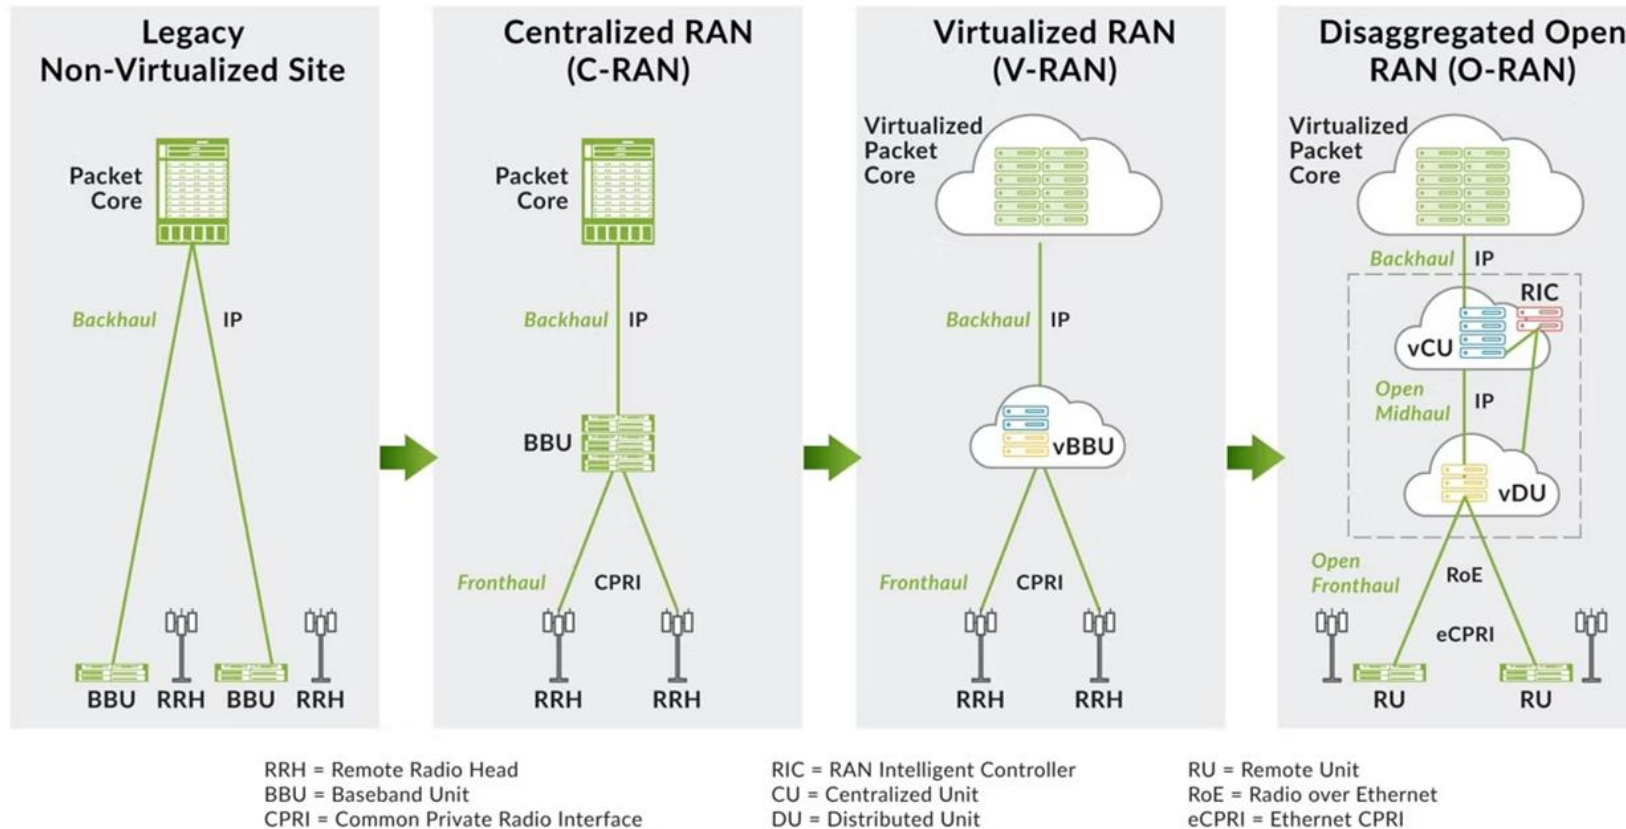 Legacy
Non-Virtualized Site
Packet
Core
Backhaul
IP
BBU
RRH
BBU
RRH
Centralized RAN
(C-RAN)
Packet
Core
Backhaul
IP
BBU
Fronthaul
CPRI
RRH
RRH
Virtualized RAN
(V-RAN)
Virtualized
Packet
Core
Backhaul
IP
vBBU
Fronthaul
CPRI
RRH
RRH
Disaggregated Open
RAN (O-RAN)
Virtualized
Packet
Core
Backhaul
IP
RIC
vCU
Open
Midhaul
IP
vDU
Open
Fronthaul
RoE
eCPRI
RU
RU
RRH = Remote Radio Head
BBU = Baseband Unit
CPRI = Common Private Radio Interface
RIC = RAN Intelligent Controller
CU = Centralized Unit
DU = Distributed Unit
RU = Remote Unit
RoE = Radio over Ethernet
eCPRI = Ethernet CPRI